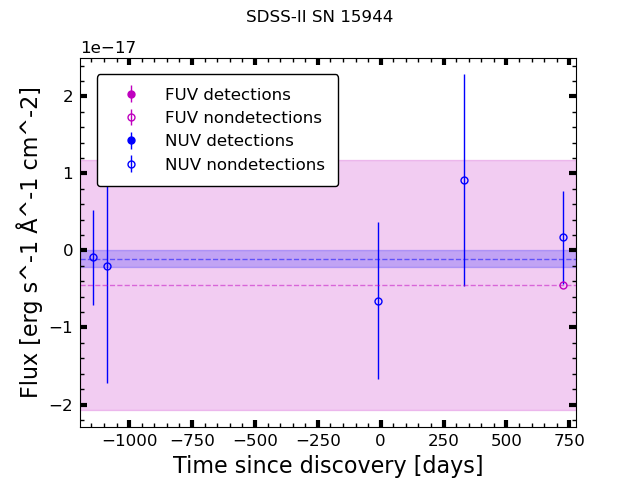 SDSS-II SN 15944
1e−17
FUV detections
FUV nondetections
NUV detections
NUV nondetections
2
1
0
−1
−2
Flux [erg s^-1 Å^-1 cm^-2]
−1000 −750 −500 −250 0 250 500 750
Time since discovery [days]